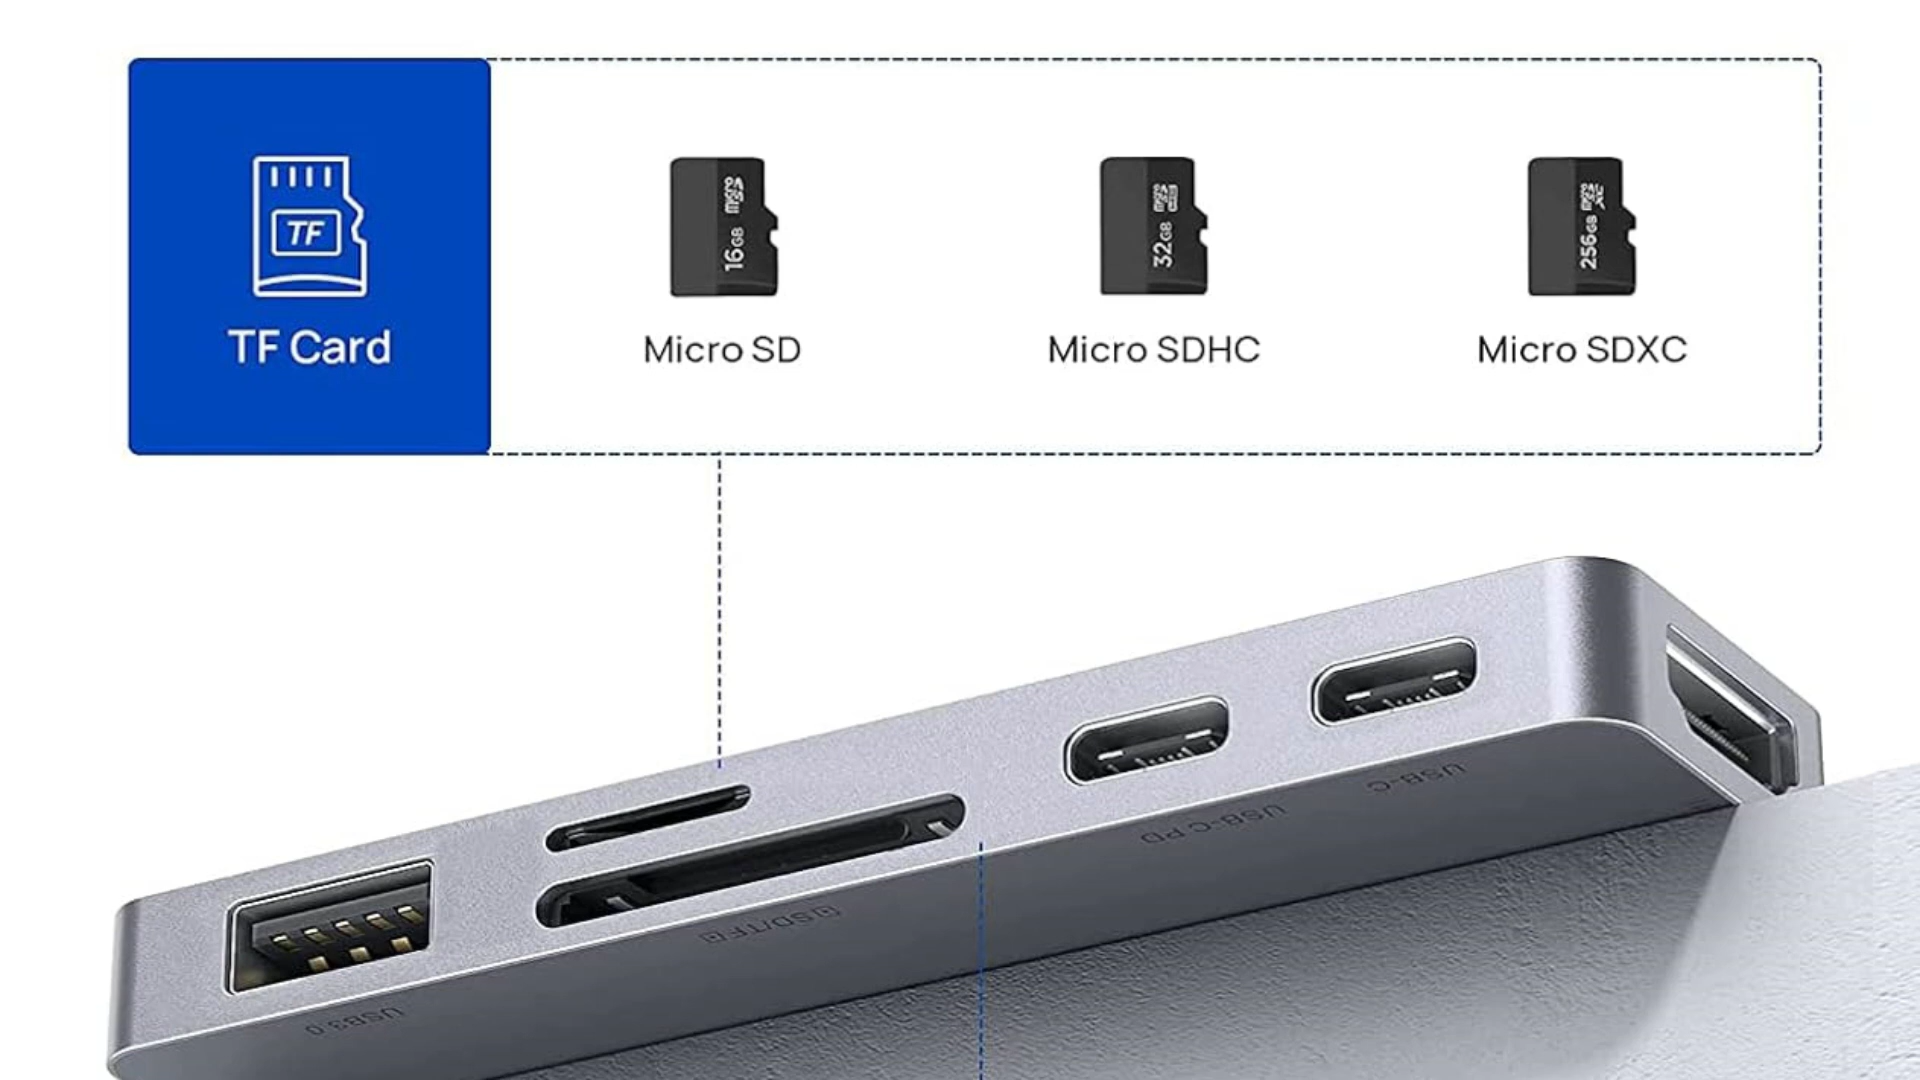 TF
TF Card
micro SD
16GB
Micro SD
micro SD HC
32GB
Micro SDHC
micro SD XC
256GB
Micro SDXC
USB-C
USB-C PD
SD/TF
USB3.0